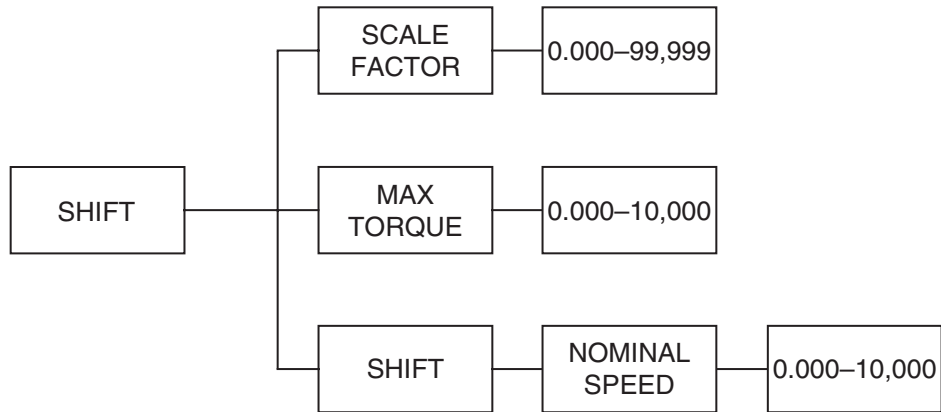 SCALE
FACTOR
0.000–99,999
SHIFT
MAX
TORQUE
0.000–10,000
SHIFT
NOMINAL
SPEED
0.000–10,000